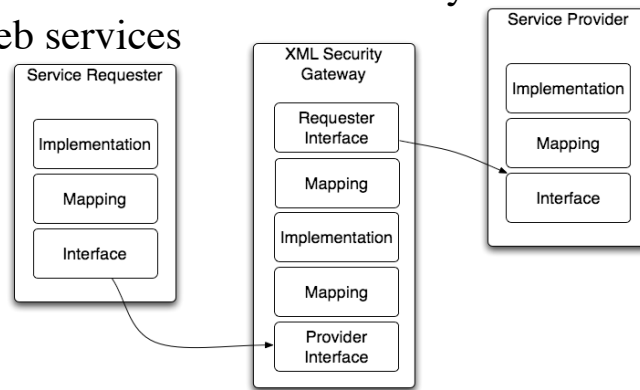 eb services
Service Requester
Implementation
Mapping
Interface
XML Security
Gateway
Requester
Interface
Mapping
Implementation
Mapping
Provider
Interface
Service Provider
Implementation
Mapping
Interface